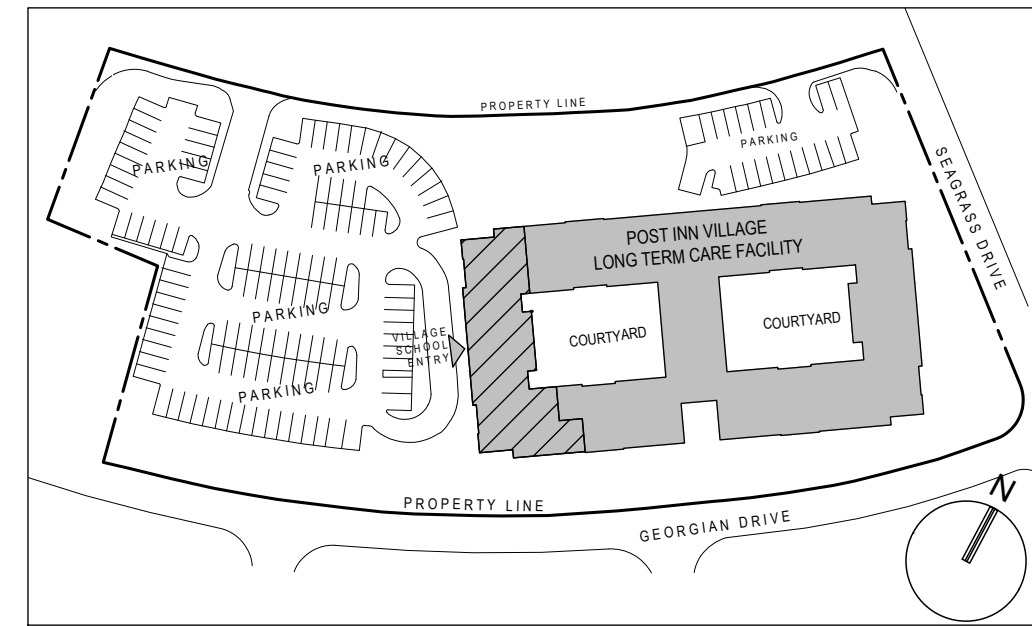 PROPERTY LINE
PARKING
PARKING
PARKING
SEAGRASS DRIVE
POST INN VILLAGE
LONG TERM CARE FACILITY
PARKING
VILLAGE
SCHOOL
ENTRY
COURTYARD
COURTYARD
PARKING
PROPERTY LINE
GEORGIAN DRIVE
N